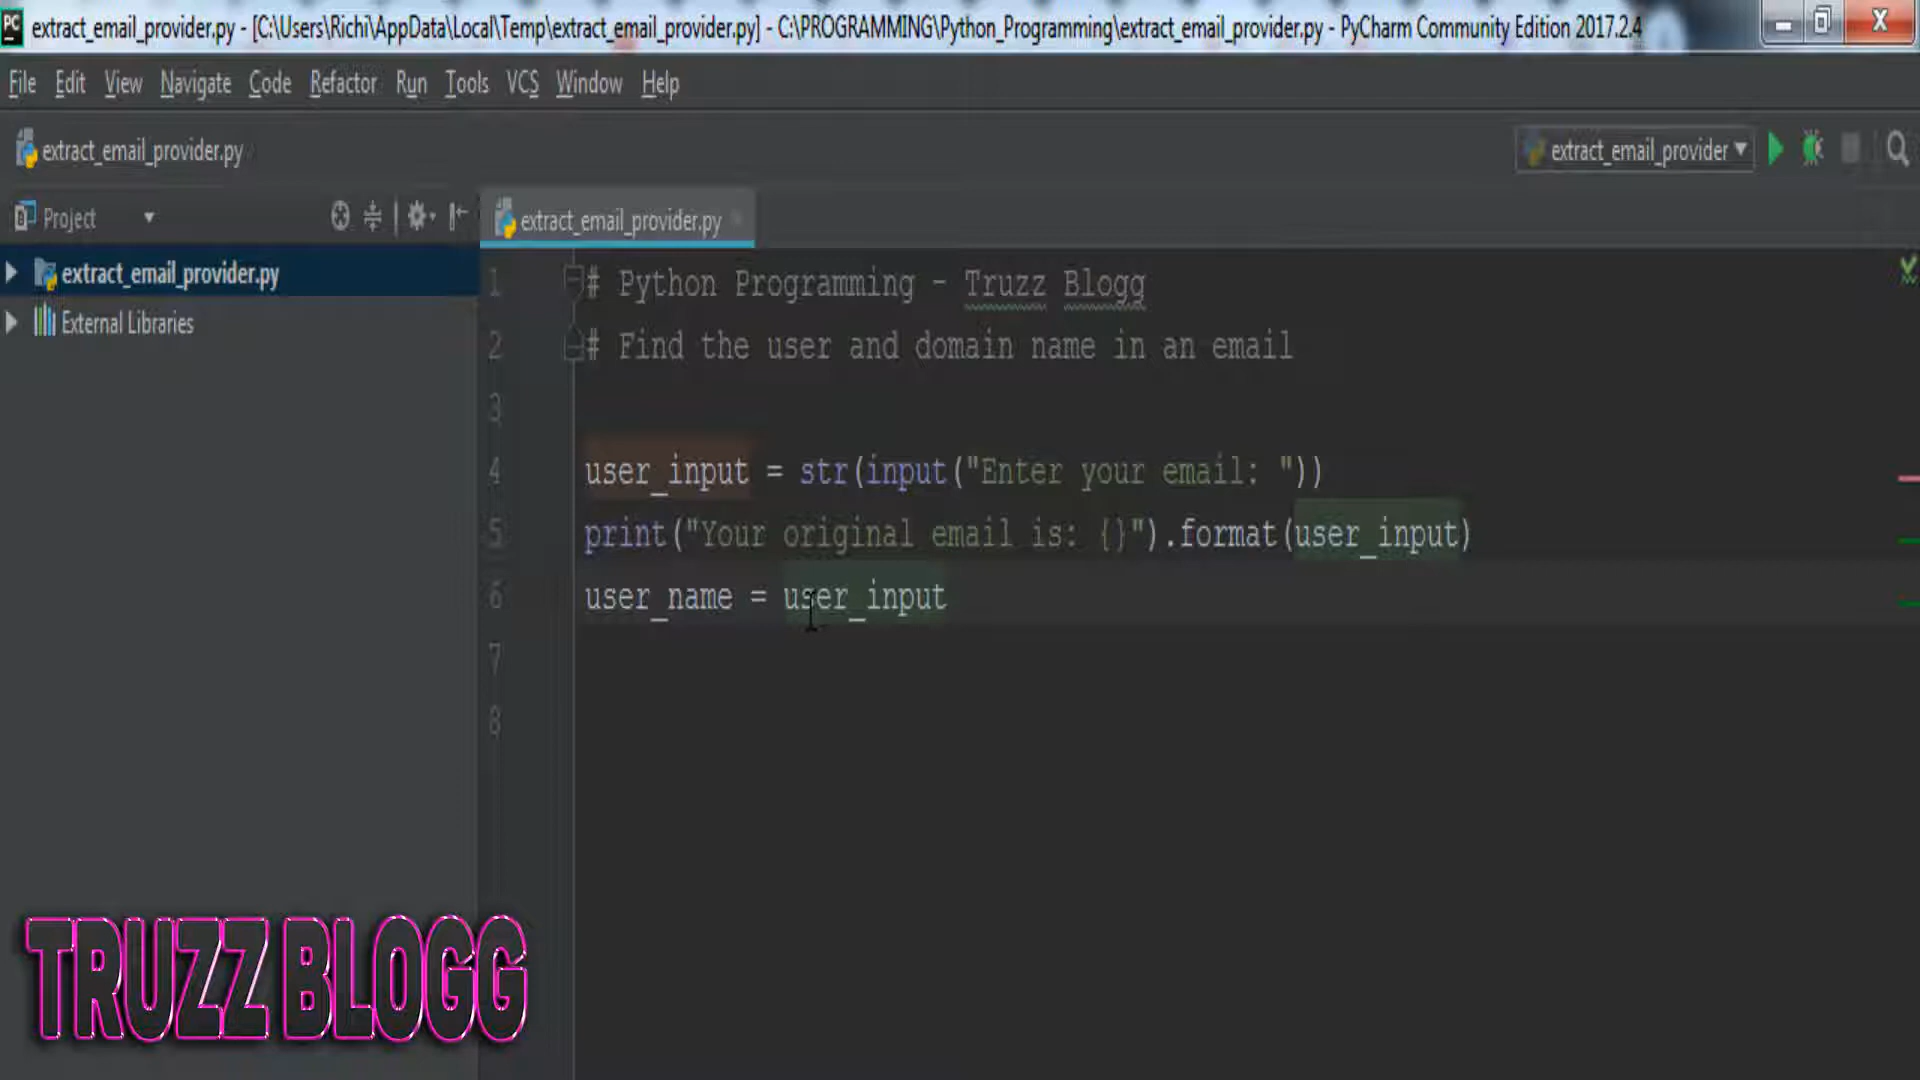 extract_email_provider.py - [C:\Users\Richi\AppData\Local\Temp\extract_email_provider.py] - C:\PROGRAMMING\Python_Programming\extract_email_provider.py - PyCharm Community Edition 2017.2.4
File Edit View Navigate Code Refactor Run Tools VCS Window Help
extract_email_provider.py
extract_email_provider
Project
extract_email_provider.py
extract_email_provider.py
External Libraries
1 # Python Programming - Truzz Blogg
2 # Find the user and domain name in an email
3
4 user_input = str(input("Enter your email: "))
5 print("Your original email is: {}").format(user_input)
6 user_name = user_input
7
8
TRUZZ BLOGG